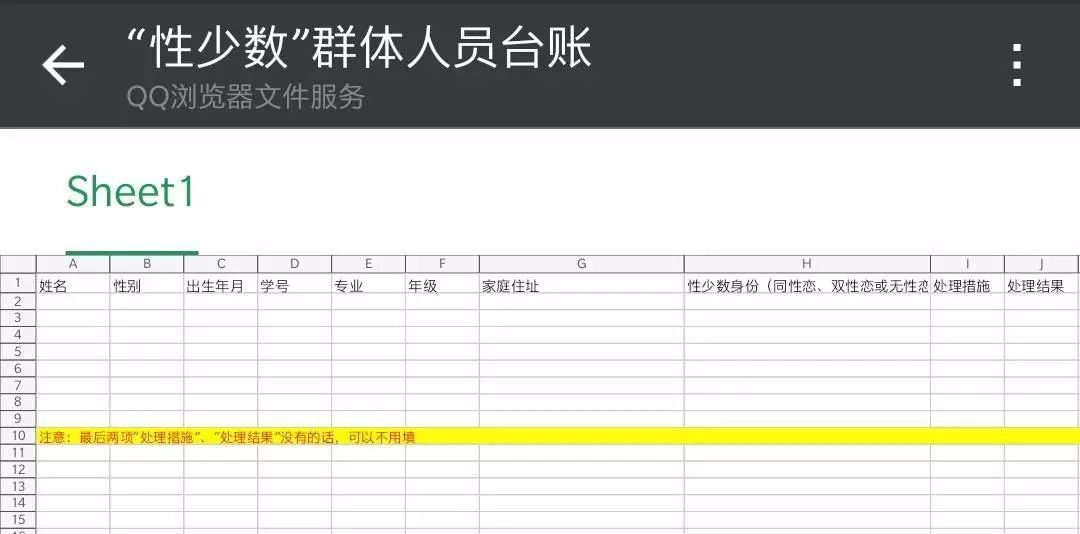 “性少数”群体人员台账
QQ浏览器文件服务
Sheet1
A B C D E F G H I J
1 姓名 性别 出生年月 学号 专业 年级 家庭住址 性少数身份（同性恋、双性恋或无性恋 处理措施 处理结果
2
3
4
5
6
7
8
9
10 注意：最后两项“处理措施”、“处理结果”没有的话，可以不用填
11
12
13
14
15